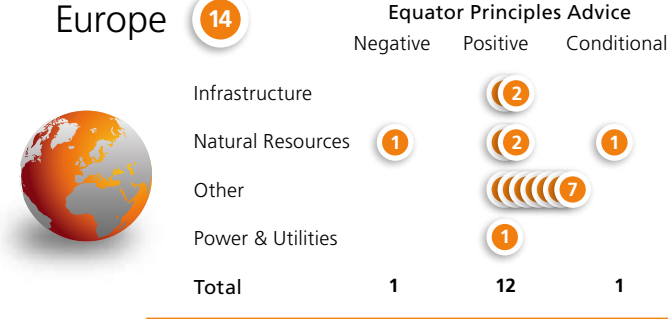 Europe 14 Equator Principles Advice
Negative Positive Conditional
Infrastructure 2
Natural Resources 1 2 1
Other 7
Power & Utilities 1
Total 1 12 1